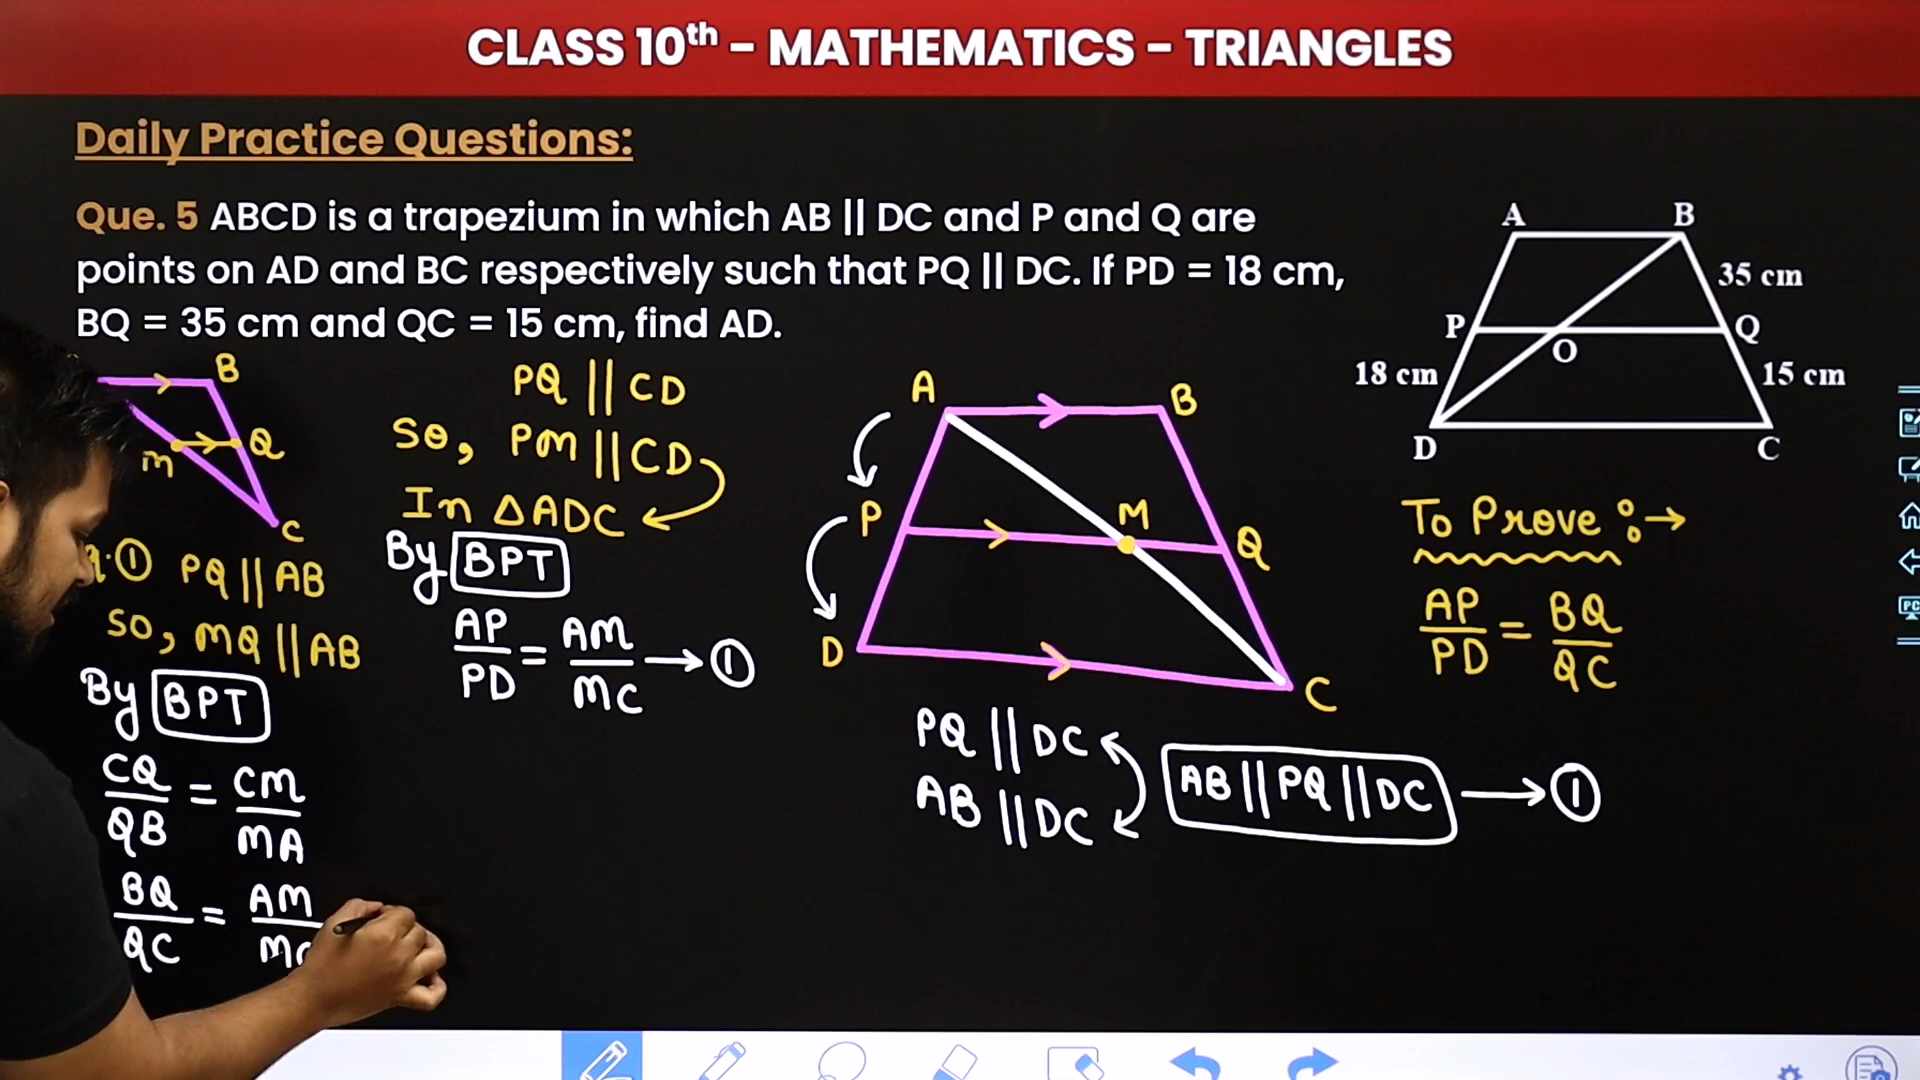 CLASS 10th - MATHEMATICS - TRIANGLES
Daily Practice Questions:
Que. 5 ABCD is a trapezium in which AB || DC and P and Q are
points on AD and BC respectively such that PQ || DC. If PD = 18 cm,
BQ = 35 cm and QC = 15 cm, find AD.
A B
35 cm
P Q
O
18 cm 15 cm
D C
B
Q
M
C
① PQ || AB
SO, MQ || AB
By BPT
CQ/QB = CM/MA
BQ/QC = AM/
PQ || CD
SO, PM || CD
In △ADC
By BPT
AP/PD = AM/MC → ①
A B
P M Q
D C
PQ || DC
AB || DC
AB || PQ || DC → ①
To Prove :→
AP/PD = BQ/QC
PC